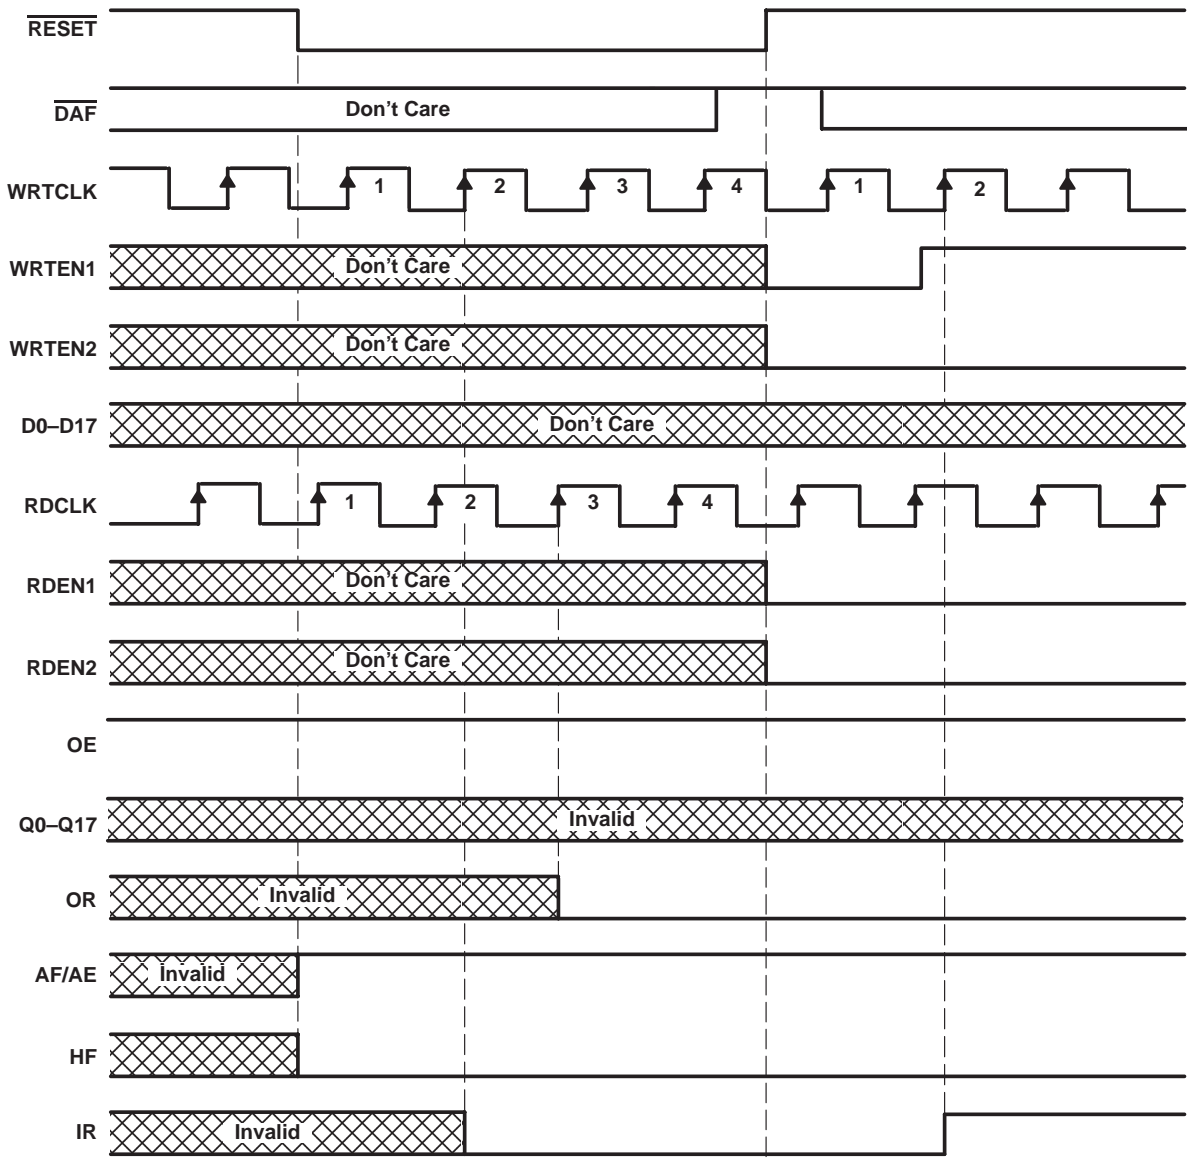 RESET
DAF
Don't Care
WRTCLK
1 2 3 4 1 2
WRTEN1
Don't Care
WRTEN2
Don't Care
D0–D17
Don't Care
RDCLK
1 2 3 4
RDEN1
Don't Care
RDEN2
Don't Care
OE
Q0–Q17
Invalid
OR
Invalid
AF/AE
Invalid
HF
IR
Invalid